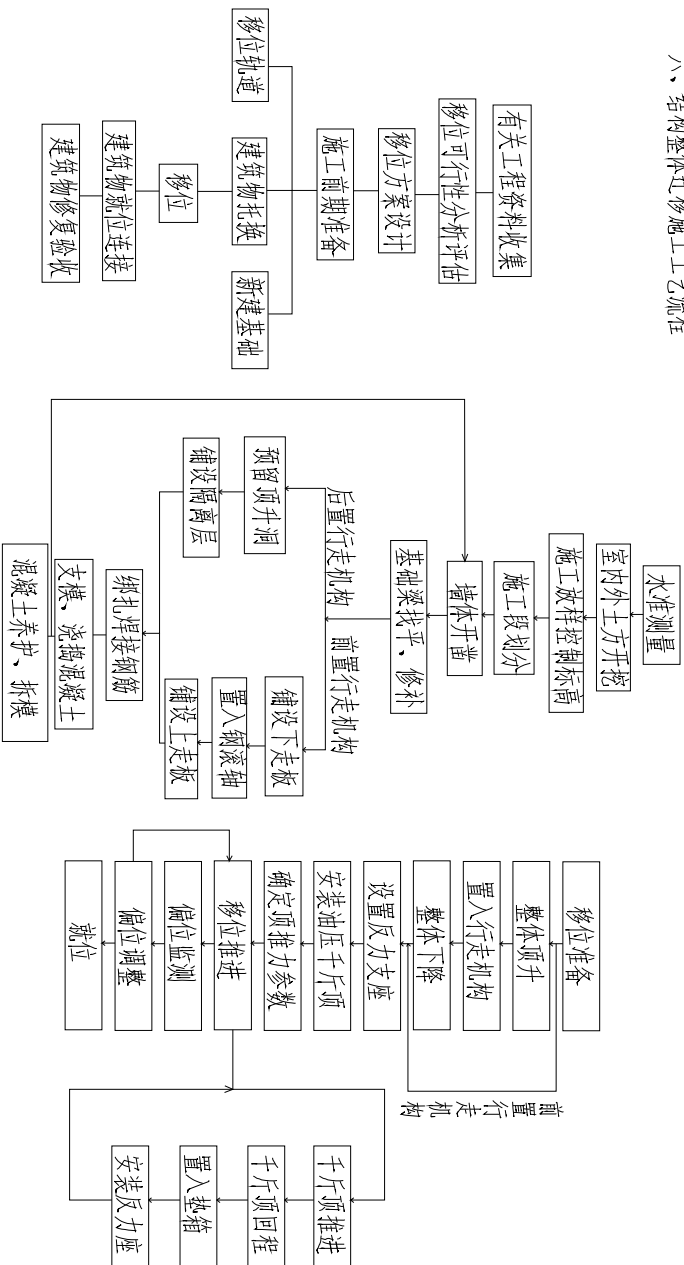 八、结构整体迁移施工工艺流程
有关工程资料收集
移位可行性分析评估
移位方案设计
施工前期准备
移位轨道
建筑物托换
新建基础
移位
建筑物就位连接
建筑物修复验收
水准测量
室内外土方开挖
施工放样控制标高
施工段划分
墙体开凿
基础梁找平、修补
后置行走机构
前置行走机构
预留顶升洞
铺设隔离层
铺设下走板
置入钢滚轴
铺设上走板
绑扎焊接钢筋
支模、浇捣混凝土
混凝土养护、拆模
移位准备
整体顶升
置入行走机构
整体下降
前置行走机构
设置反力支座
安装油压千斤顶
确定顶推力参数
移位推进
偏位监测
偏位调整
就位
千斤顶推进
千斤顶回程
置入垫箱
安装反力座